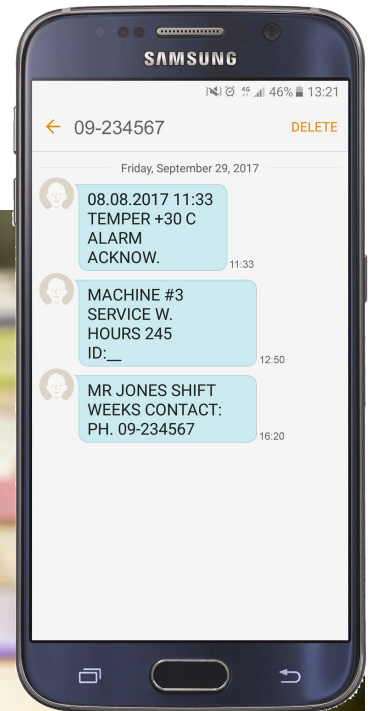 SAMSUNG
4G 46% 13:21
09-234567 DELETE
Friday, September 29, 2017
08.08.2017 11:33
TEMPER +30 C
ALARM
ACKNOW.
11:33
MACHINE #3
SERVICE W.
HOURS 245
ID:__
12:50
MR JONES SHIFT
WEEKS CONTACT:
PH. 09-234567
16:20